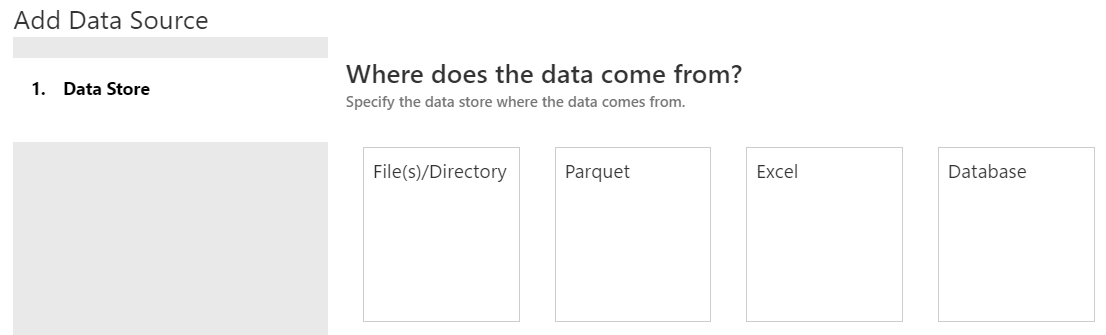 Add Data Source
1. Data Store
Where does the data come from?
Specify the data store where the data comes from.
File(s)/Directory
Parquet
Excel
Database